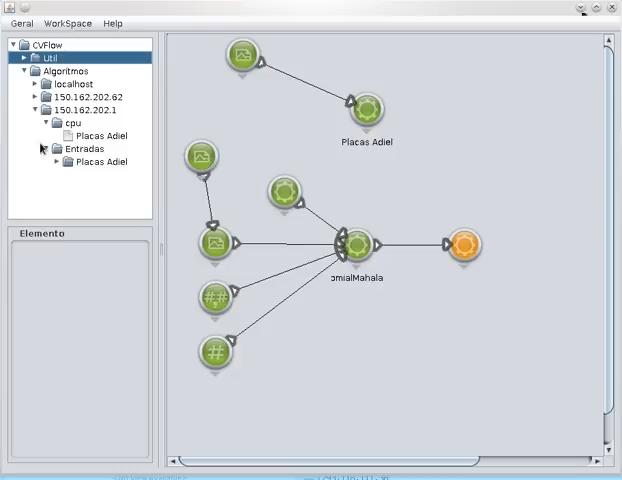 Geral WorkSpace Help
CVFlow
Util
Algoritmos
localhost
150.162.202.62
150.162.202.1
cpu
Placas Adiel
Entradas
Placas Adiel
Elemento
Placas Adiel
omialMahala
##
#